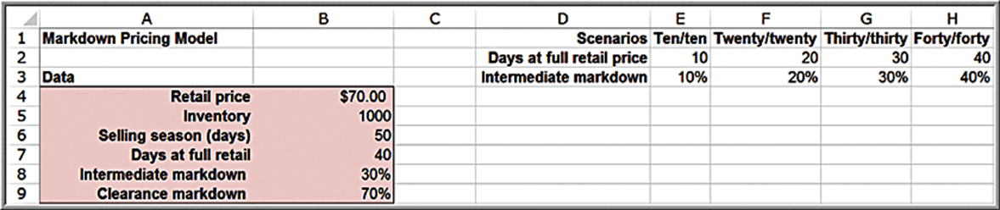 A B C D E F G H
1 Markdown Pricing Model Scenarios Ten/ten Twenty/twenty Thirty/thirty Forty/forty
2 Days at full retail price 10 20 30 40
3 Data Intermediate markdown 10% 20% 30% 40%
4 Retail price $70.00
5 Inventory 1000
6 Selling season (days) 50
7 Days at full retail 40
8 Intermediate markdown 30%
9 Clearance markdown 70%